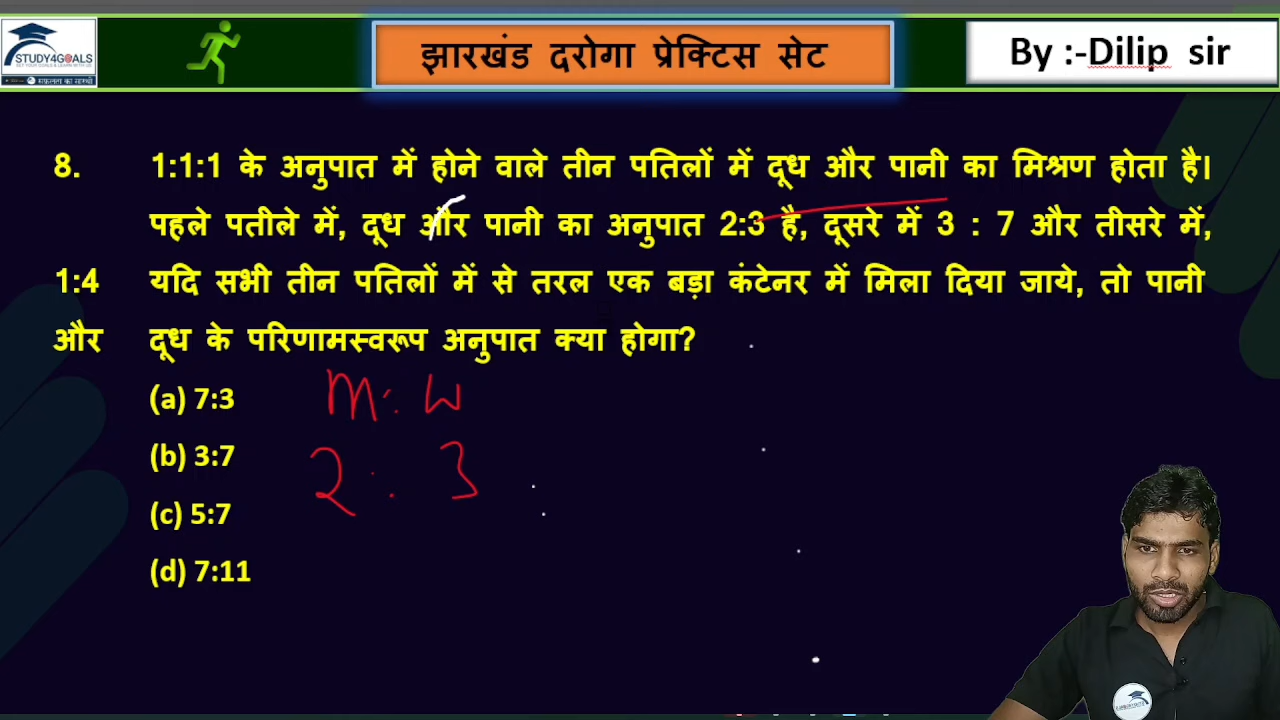 STUDY4GOALS
झारखंड दरोगा प्रेक्टिस सेट
By :-Dilip sir
8. 1:1:1 के अनुपात में होने वाले तीन पतिलों में दूध और पानी का मिश्रण होता है।
पहले पतीले में, दूध और पानी का अनुपात 2:3 है, दूसरे में 3 : 7 और तीसरे में,
1:4 यदि सभी तीन पतिलों में से तरल एक बड़ा कंटेनर में मिला दिया जाये, तो पानी
और दूध के परिणामस्वरूप अनुपात क्या होगा?
(a) 7:3
(b) 3:7
(c) 5:7
(d) 7:11
M : W
2 : 3